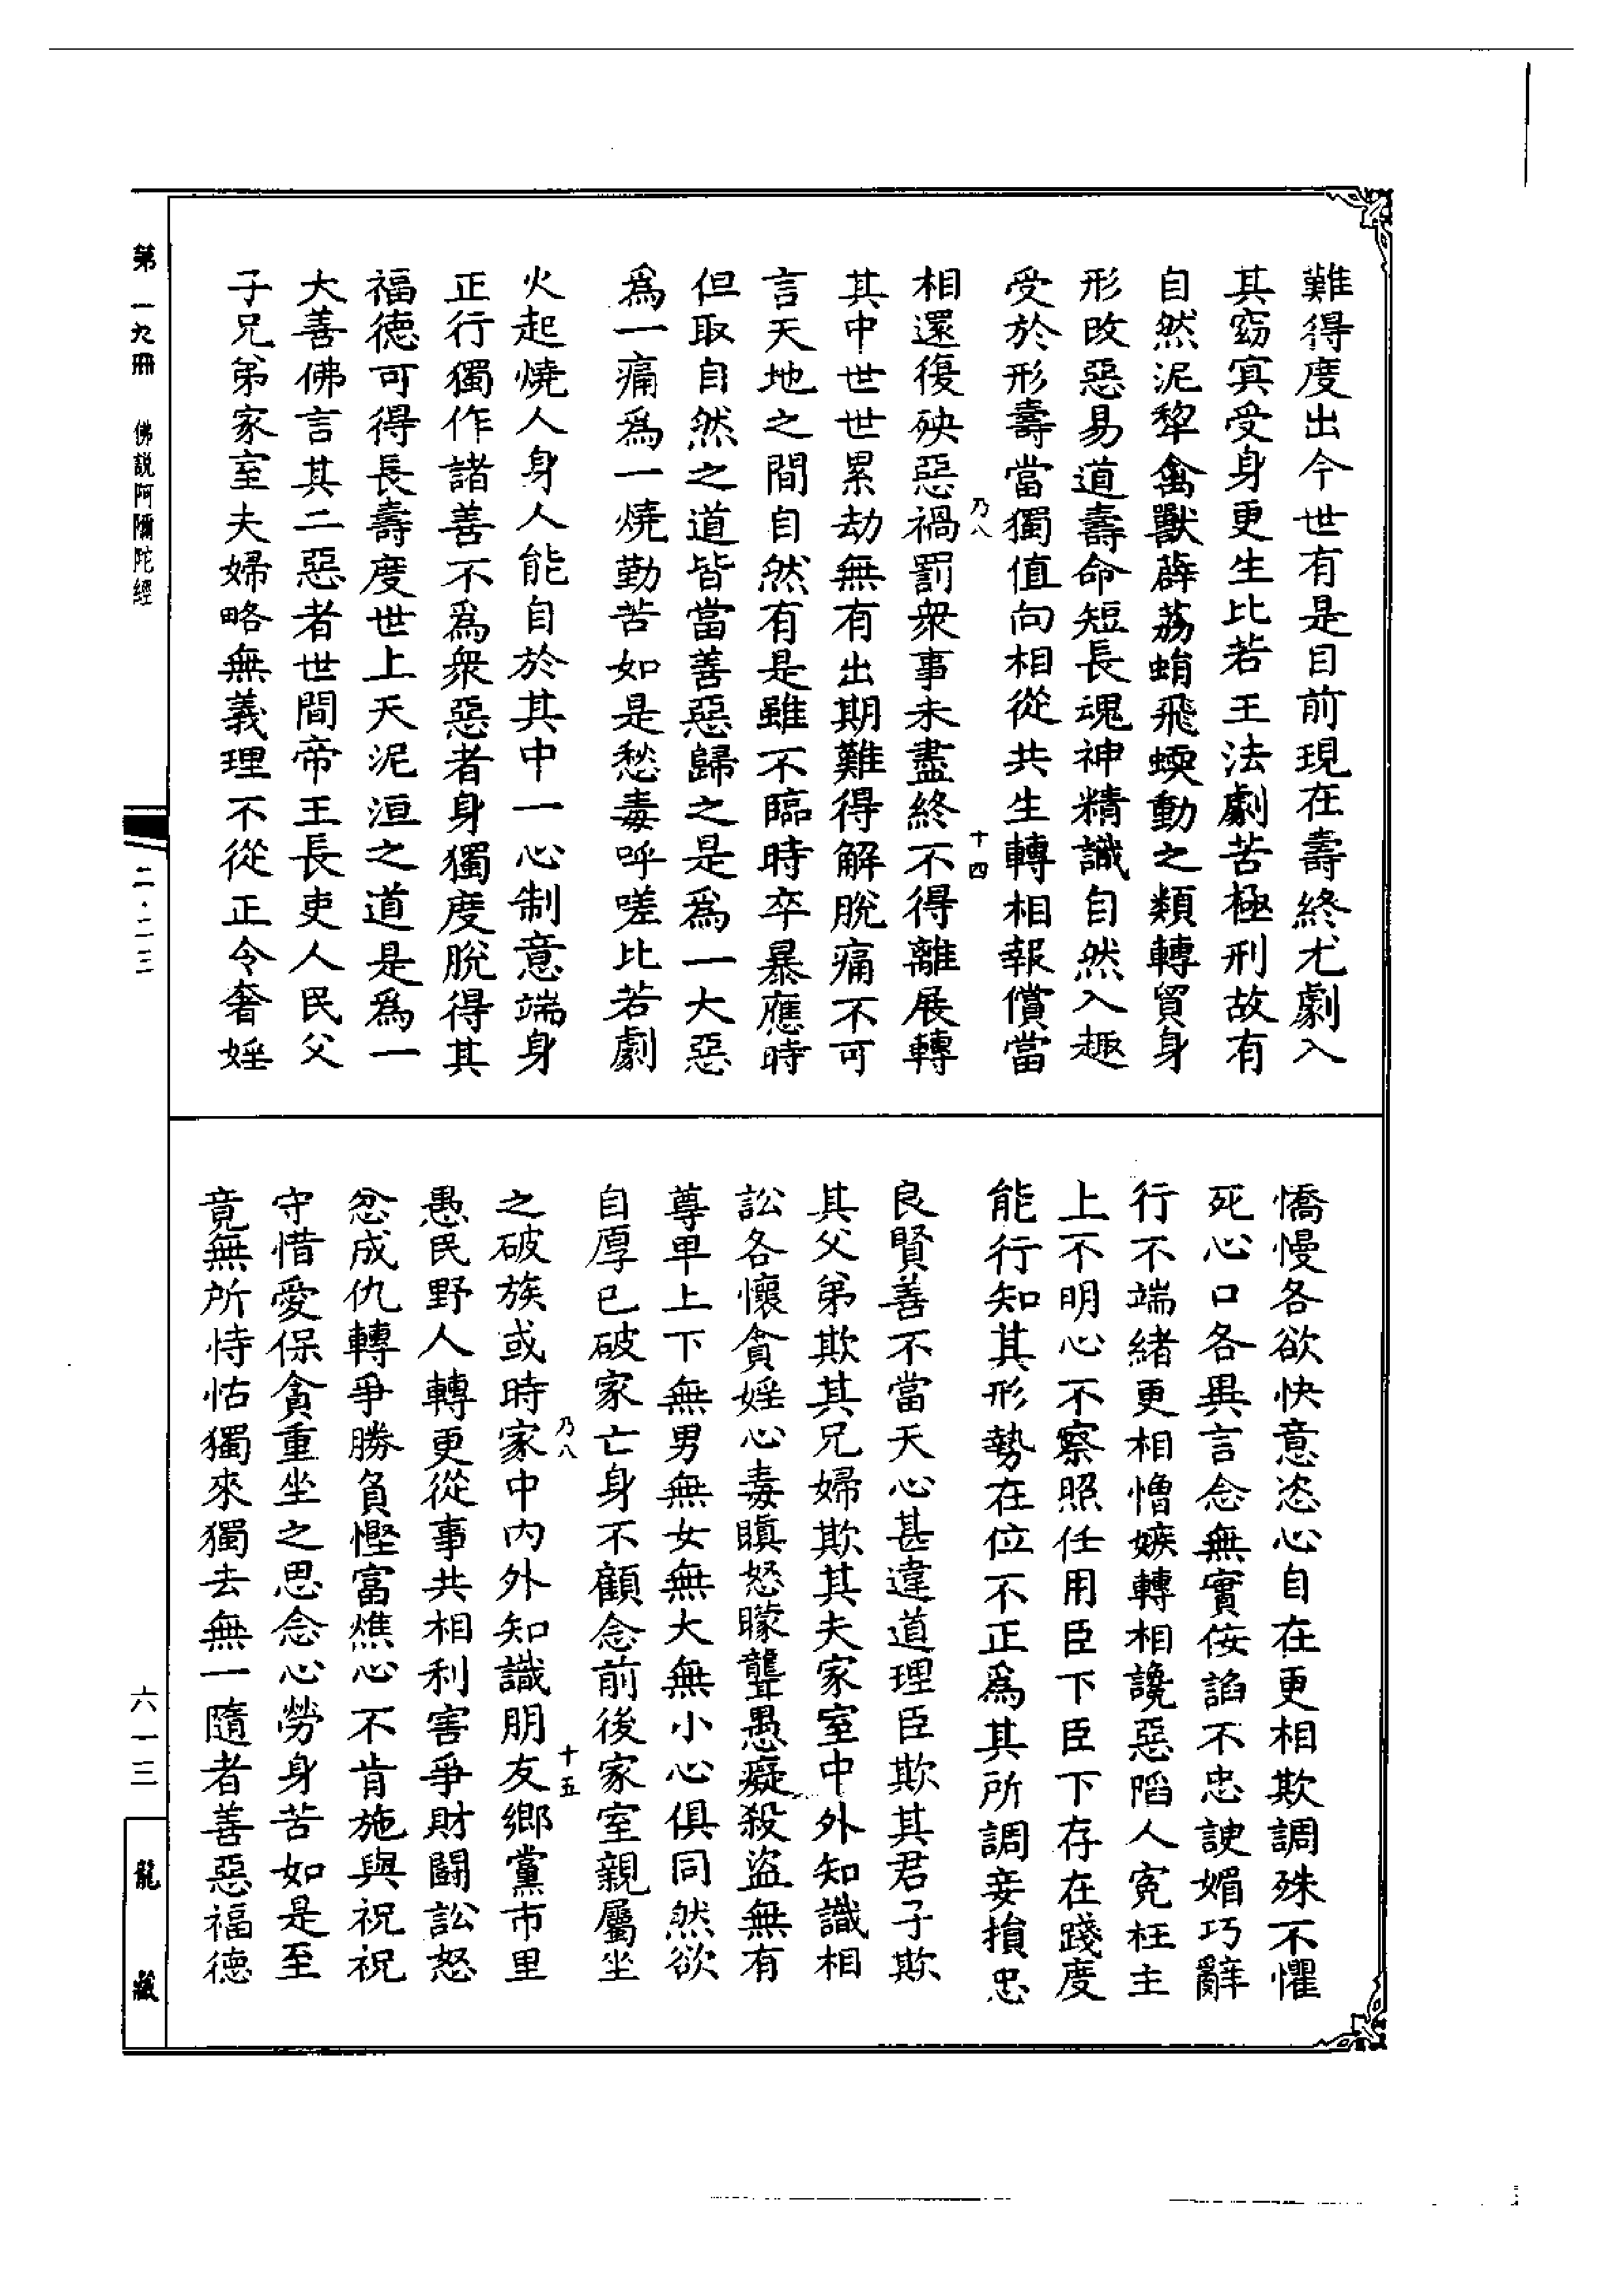 難得度出今世有是目前現在壽終尤劇入
其窈冥受身更生比若王法劇苦極刑故有
自然泥犂禽獸薜荔蜎飛蝡動之類轉貿身
形改惡易道壽命短長魂神精識自然入趣
受於形壽當獨值向相從共生轉相報償當
乃八 十四
相還復殃惡禍罰衆事未盡終不得離展轉
其中世世累劫無有出期難得解脫痛不可
言天地之間自然有是雖不臨時卒暴應時
但取自然之道皆當善惡歸之是爲一大惡
爲一痛爲一燒勤苦如是愁毒呼嗟比若劇
火起燒人身人能自於其中一心制意端身
正行獨作諸善不爲衆惡者身獨度脫得其
福德可得長壽度世上天泥洹之道是爲一
大善佛言其二惡者世間帝王長吏人民父
子兄弟家室夫婦略無義理不從正令奢婬
憍慢各欲快意恣心自在更相欺調殊不懼
死心口各異言念無實佞諂不忠諛媚巧辭
行不端緒更相憎嫉轉相讒惡陷人寃枉主
上不明心不察照任用臣下臣下存在踐度
能行知其形勢在位不正爲其所調妄損忠
良賢善不當天心甚違道理臣欺其君子欺
其父弟欺其兄婦欺其夫家室中外知識相
訟各懷貪婬心毒瞋怒矇聾愚癡殺盜無有
尊卑上下無男無女無大無小心俱同然欲
自厚已破家亡身不顧念前後家室親屬坐
乃八 十五
之破族或時家中內外知識朋友鄉黨市里
愚民野人轉更從事共相利害爭財鬪訟怒
忿成仇轉爭勝負慳富燋心不肯施與祝祝
守惜愛保貪重坐之思念心勞身苦如是至
竟無所恃怙獨來獨去無一隨者善惡福德
第一九冊 佛說阿彌陀經
二·二三
六一三
龍藏